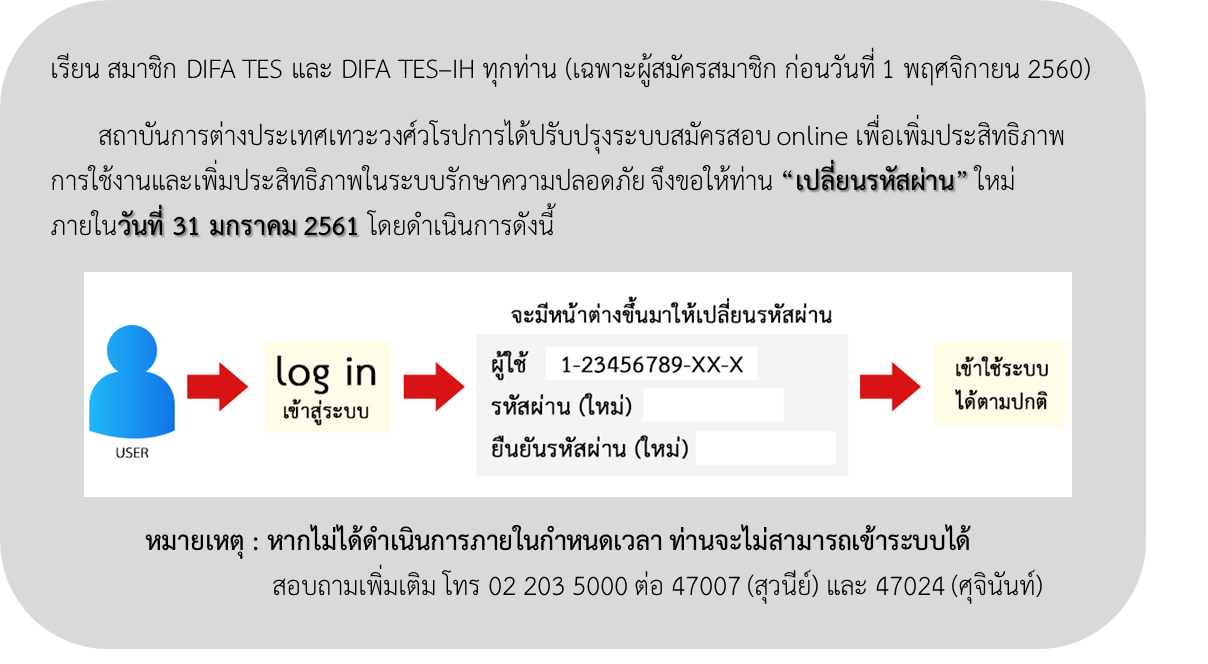 เรียน สมาชิก DIFA TES และ DIFA TES–IH ทุกท่าน (เฉพาะผู้สมัครสมาชิก ก่อนวันที่ 1 พฤศจิกายน 2560)
สถาบันการต่างประเทศเทวะวงศ์วโรปการได้ปรับปรุงระบบสมัครสอบ online เพื่อเพิ่มประสิทธิภาพ
การใช้งานและเพิ่มประสิทธิภาพในระบบรักษาความปลอดภัย จึงขอให้ท่าน “เปลี่ยนรหัสผ่าน” ใหม่
ภายในวันที่ 31 มกราคม 2561 โดยดำเนินการดังนี้
USER
log in
เข้าสู่ระบบ
จะมีหน้าต่างขึ้นมาให้เปลี่ยนรหัสผ่าน
ผู้ใช้ 1-23456789-XX-X
รหัสผ่าน (ใหม่)
ยืนยันรหัสผ่าน (ใหม่)
เข้าใช้ระบบ
ได้ตามปกติ
หมายเหตุ : หากไม่ได้ดำเนินการภายในกำหนดเวลา ท่านจะไม่สามารถเข้าระบบได้
สอบถามเพิ่มเติม โทร 02 203 5000 ต่อ 47007 (สุวนีย์) และ 47024 (ศุจินันท์)